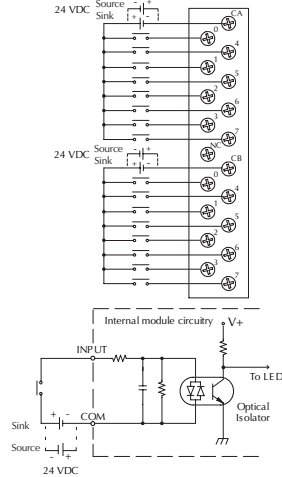 24 VDC Source - +
Sink + -
CA
0
4
1
5
2
6
3
7
NC
24 VDC Source - +
Sink + -
CB
0
4
1
5
2
6
3
7
Internal module circuitry V+
INPUT
To LED
COM
Optical
Isolator
Sink + -
Source - +
24 VDC